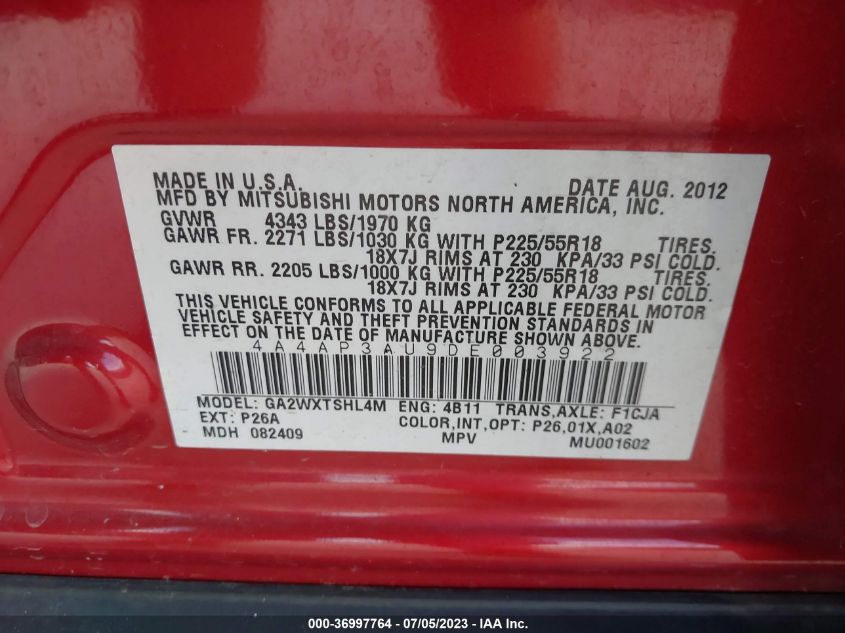 MADE IN U.S.A. DATE AUG. 2012
MFD BY MITSUBISHI MOTORS NORTH AMERICA, INC.
GVWR 4343 LBS/1970 KG
GAWR FR. 2271 LBS/1030 KG WITH P225/55R18 TIRES.
18X7J RIMS AT 230 KPA/33 PSI COLD.
GAWR RR. 2205 LBS/1000 KG WITH P225/55R18 TIRES.
18X7J RIMS AT 230 KPA/33 PSI COLD.
THIS VEHICLE CONFORMS TO ALL APPLICABLE FEDERAL MOTOR
VEHICLE SAFETY AND THEFT PREVENTION STANDARDS IN
EFFECT ON THE DATE OF MANUFACTURE SHOWN ABOVE.
4A4AP3AU9DE003922
MODEL: GA2WXTSHL4M ENG: 4B11 TRANS,AXLE: F1CJA
EXT: P26A COLOR,INT,OPT: P26,01X,A02
MDH 082409 MPV MU001602
000-36997764 - 07/05/2023 - IAA Inc.